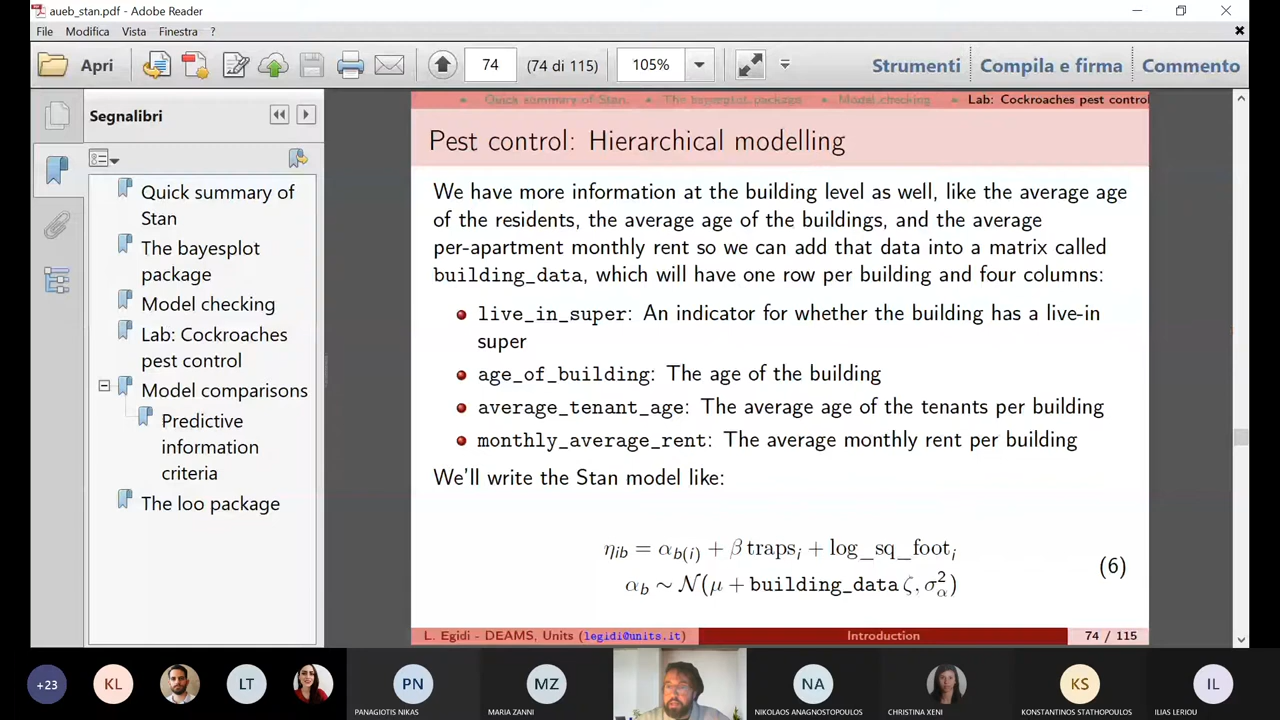 aueb_stan.pdf - Adobe Reader
File Modifica Vista Finestra ?
Apri 74 (74 di 115) 105% Strumenti Compila e firma Commento
Segnalibri
Quick summary of
Stan
The bayesplot
package
Model checking
Lab: Cockroaches
pest control
Model comparisons
Predictive
information
criteria
The loo package
Quick summary of Stan. The bayesplot package Model checking Lab: Cockroaches pest control
Pest control: Hierarchical modelling
We have more information at the building level as well, like the average age
of the residents, the average age of the buildings, and the average
per-apartment monthly rent so we can add that data into a matrix called
building_data, which will have one row per building and four columns:
live_in_super: An indicator for whether the building has a live-in
super
age_of_building: The age of the building
average_tenant_age: The average age of the tenants per building
monthly_average_rent: The average monthly rent per building
We'll write the Stan model like:
η_ib = α_b(i) + β traps_i + log_sq_foot_i
α_b ∼ N(μ + building_data ζ, σ²_α)
(6)
L. Egidi - DEAMS, Units (legidi@units.it) Introduction 74 / 115
+23 KL LT PN MZ NA KS IL
PANAGIOTIS NIKAS MARIA ZANNI NIKOLAOS ANAGNOSTOPOULOS CHRISTINA XENI KONSTANTINOS STATHOPOULOS ILIAS LERIOU